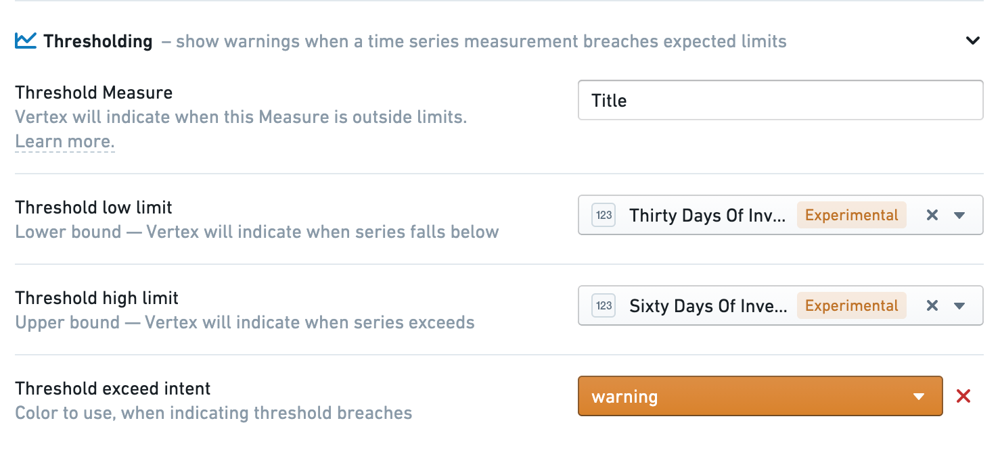 Thresholding – show warnings when a time series measurement breaches expected limits
Threshold Measure
Vertex will indicate when this Measure is outside limits.
Learn more.
Title
Threshold low limit
Lower bound — Vertex will indicate when series falls below
123 Thirty Days Of Inv... Experimental
Threshold high limit
Upper bound — Vertex will indicate when series exceeds
123 Sixty Days Of Inve... Experimental
Threshold exceed intent
Color to use, when indicating threshold breaches
warning